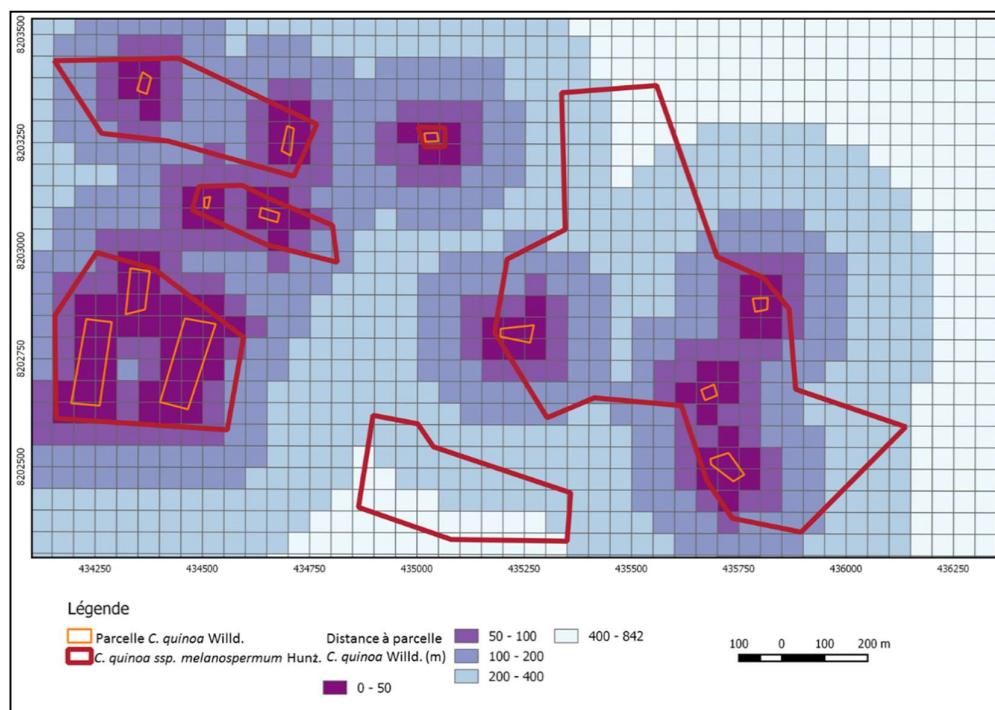 8203500
8203250
8203000
8202750
8202500
434250 434500 434750 435000 435250 435500 435750 436000 436250
Légende
Parcelle C. quinoa Willd.
C. quinoa ssp. melanospermum Hunz.
Distance à parcelle
C. quinoa Willd. (m)
0 - 50
50 - 100
100 - 200
200 - 400
400 - 842
100 0 100 200 m